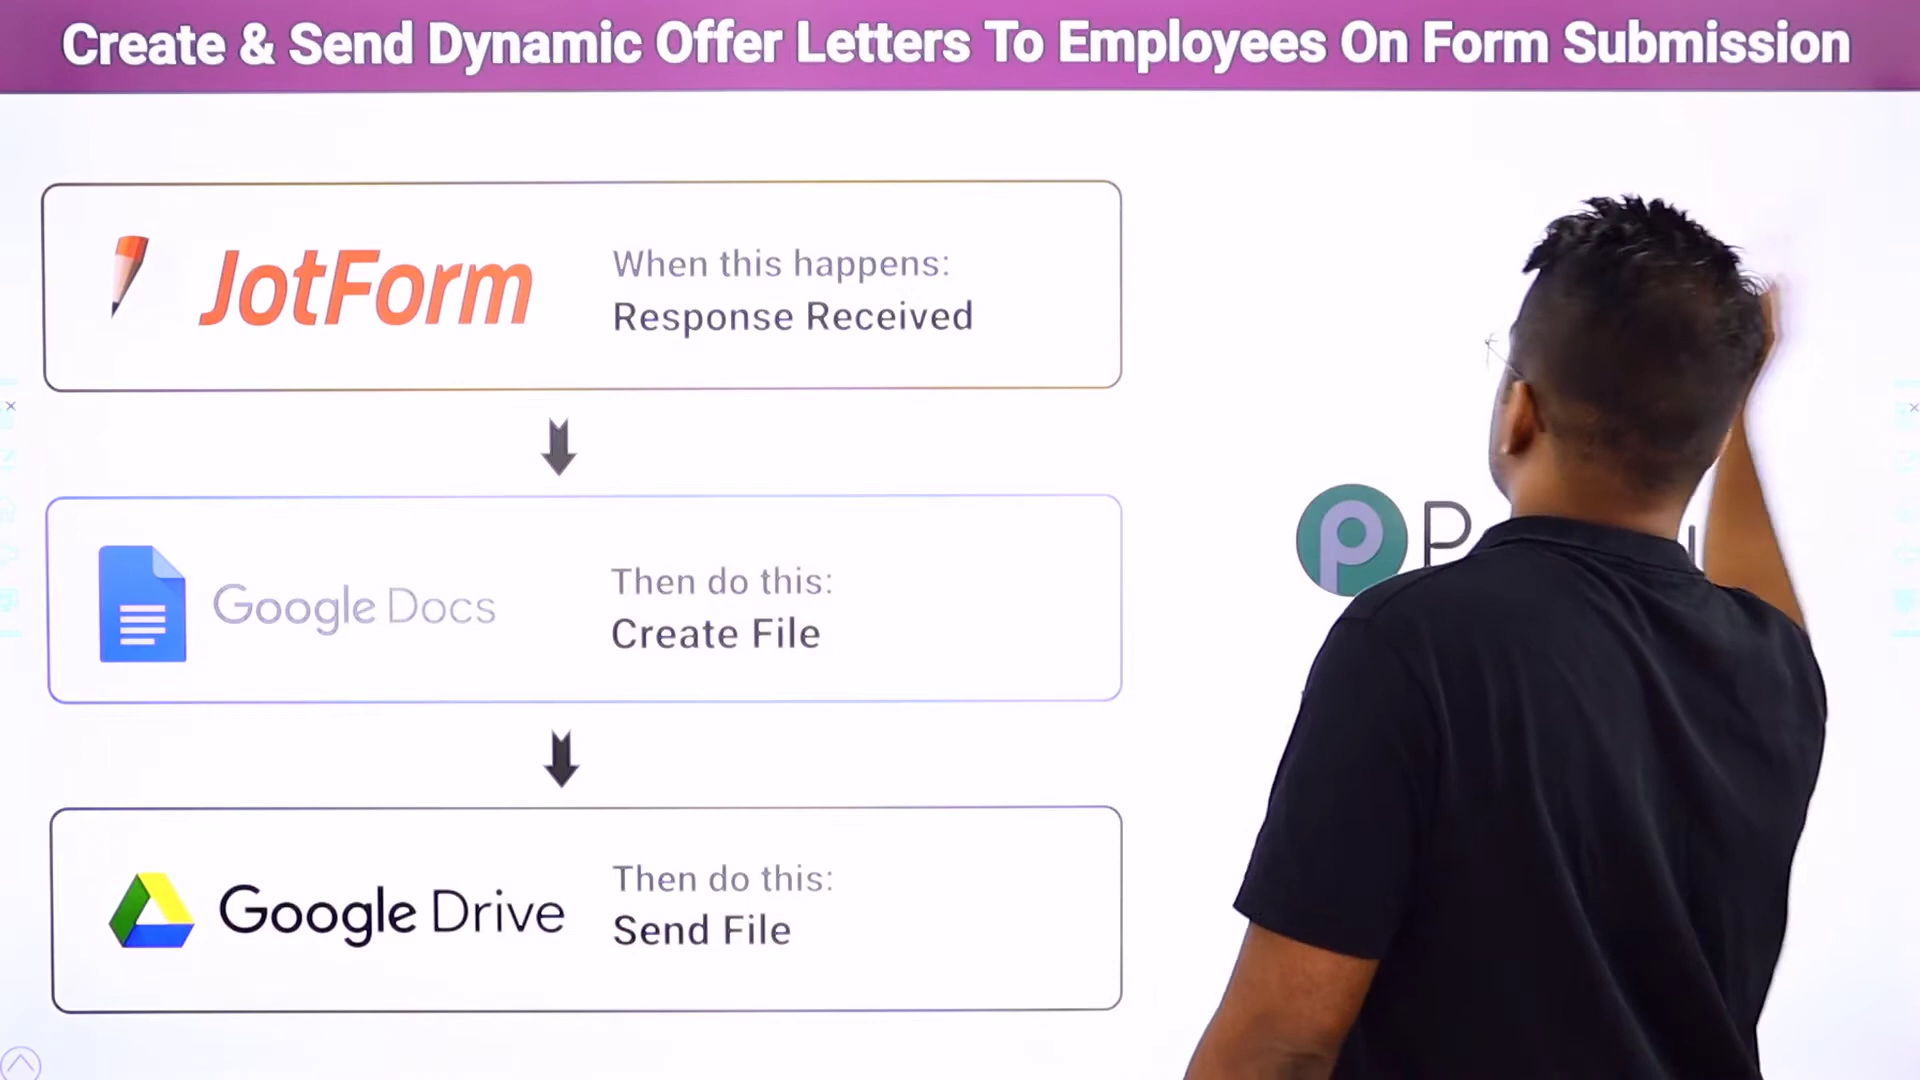 Create & Send Dynamic Offer Letters To Employees On Form Submission
JotForm
When this happens:
Response Received
Google Docs
Then do this:
Create File
P
Google Drive
Then do this:
Send File